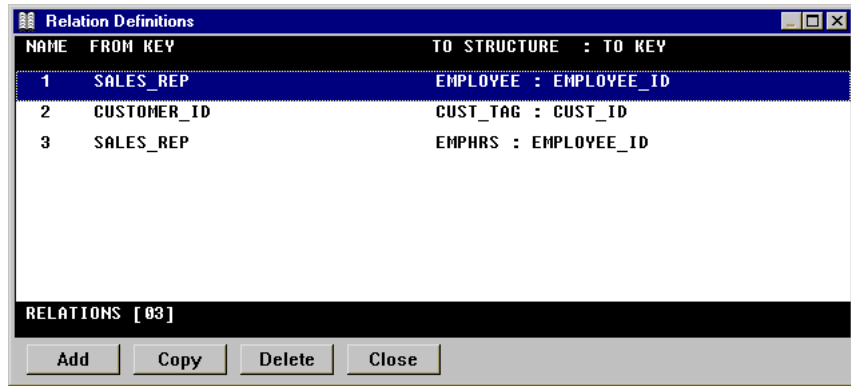 Relation Definitions
NAME FROM KEY TO STRUCTURE : TO KEY
1 SALES_REP EMPLOYEE : EMPLOYEE_ID
2 CUSTOMER_ID CUST_TAG : CUST_ID
3 SALES_REP EMPHRS : EMPLOYEE_ID
RELATIONS [03]
Add Copy Delete Close